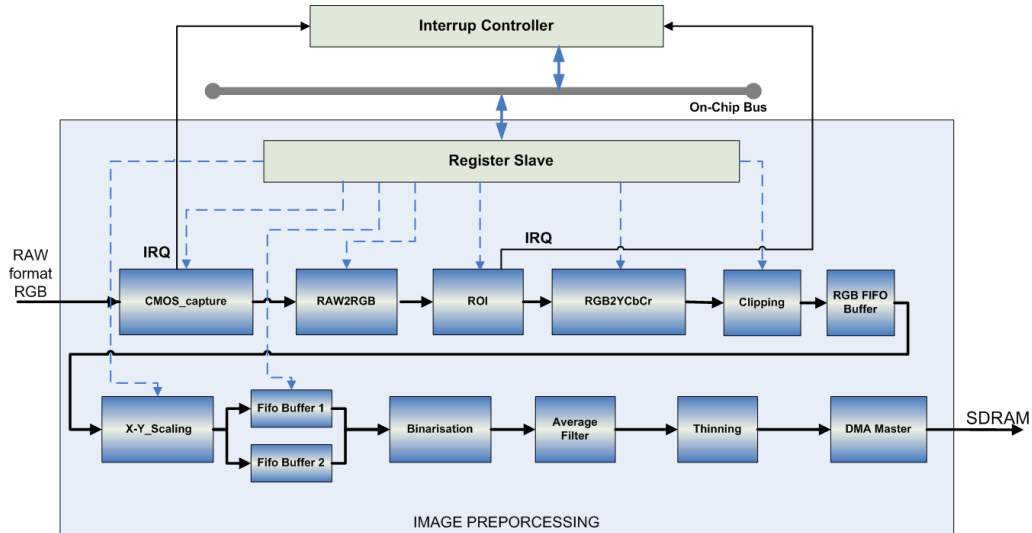 Interrup Controller
On-Chip Bus
Register Slave
RAW
format
RGB
IRQ
IRQ
CMOS_capture
RAW2RGB
ROI
RGB2YCbCr
Clipping
RGB FIFO
Buffer
X-Y_Scaling
Fifo Buffer 1
Fifo Buffer 2
Binarisation
Average
Filter
Thinning
DMA Master
SDRAM
IMAGE PREPORCESSING